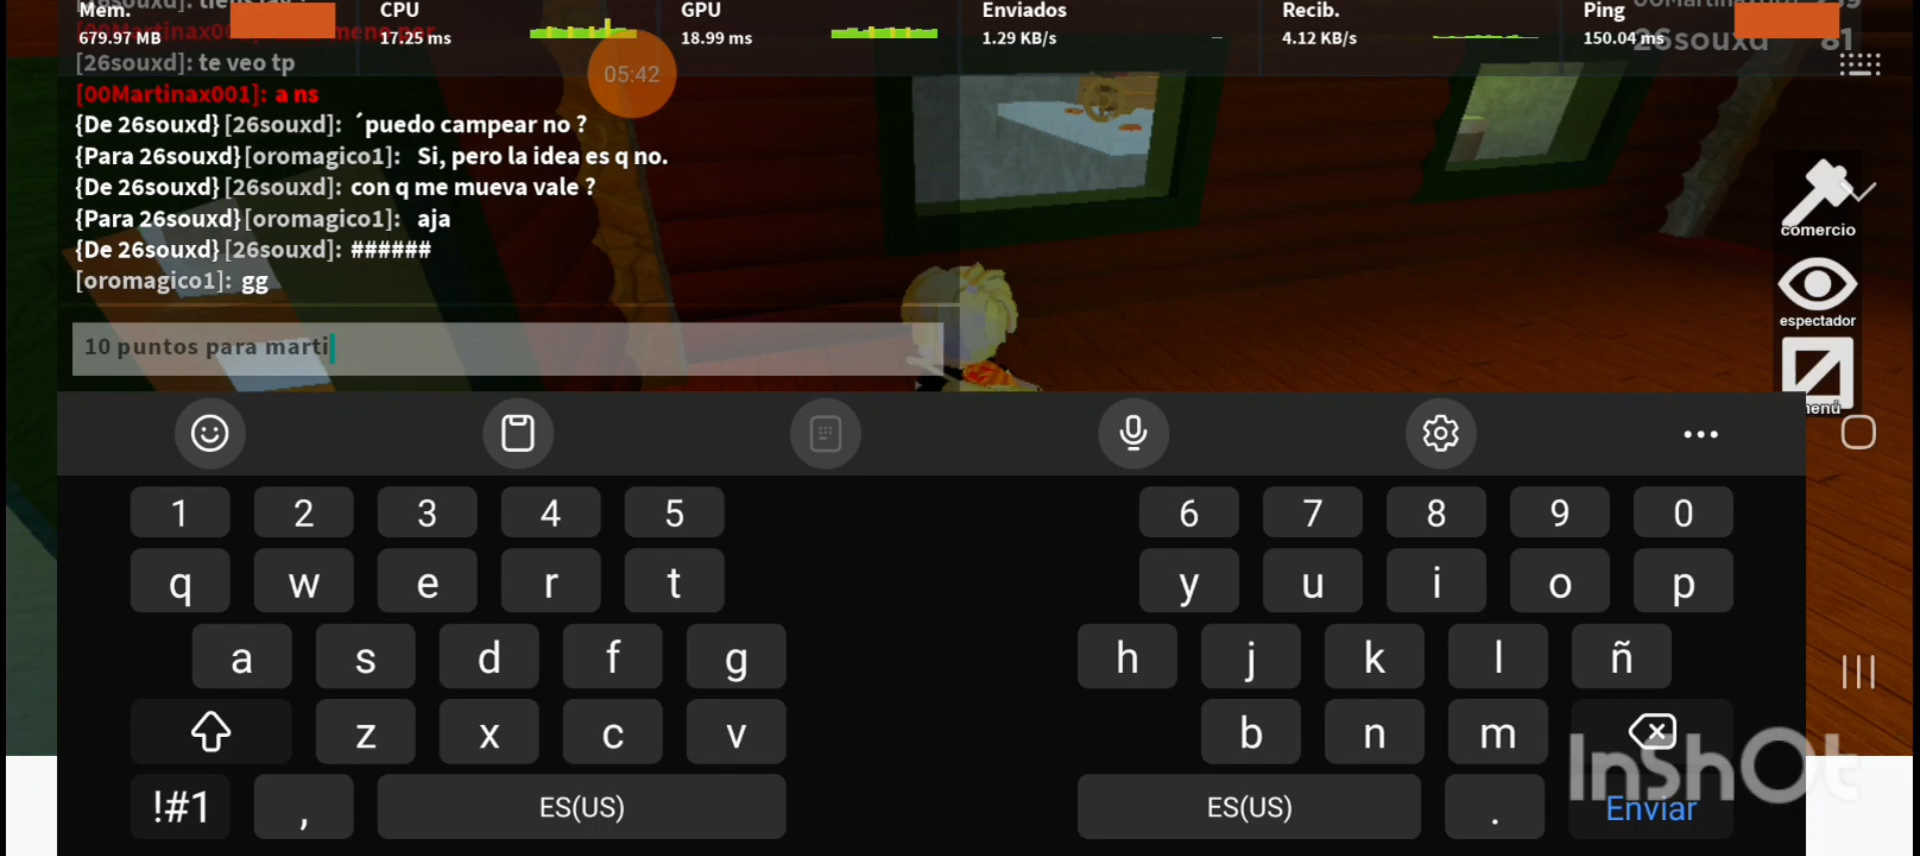 Mem.
CPU
GPU
Enviados
Recib.
Ping
679.97 MB
17.25 ms
18.99 ms
1.29 KB/s
4.12 KB/s
150.04 ms
26souxd 81
05:42
[26souxd]: te veo tp
[00Martinax001]: a ns
{De 26souxd} [26souxd]: ´puedo campear no ?
{Para 26souxd} [oromagico1]: Si, pero la idea es q no.
{De 26souxd} [26souxd]: con q me mueva vale ?
{Para 26souxd} [oromagico1]: aja
{De 26souxd} [26souxd]: ######
[oromagico1]: gg
10 puntos para marti
comercio
espectador
menú
1 2 3 4 5 6 7 8 9 0
q w e r t y u i o p
a s d f g h j k l ñ
z x c v b n m
!#1 , ES(US) ES(US) . Enviar
InShOt